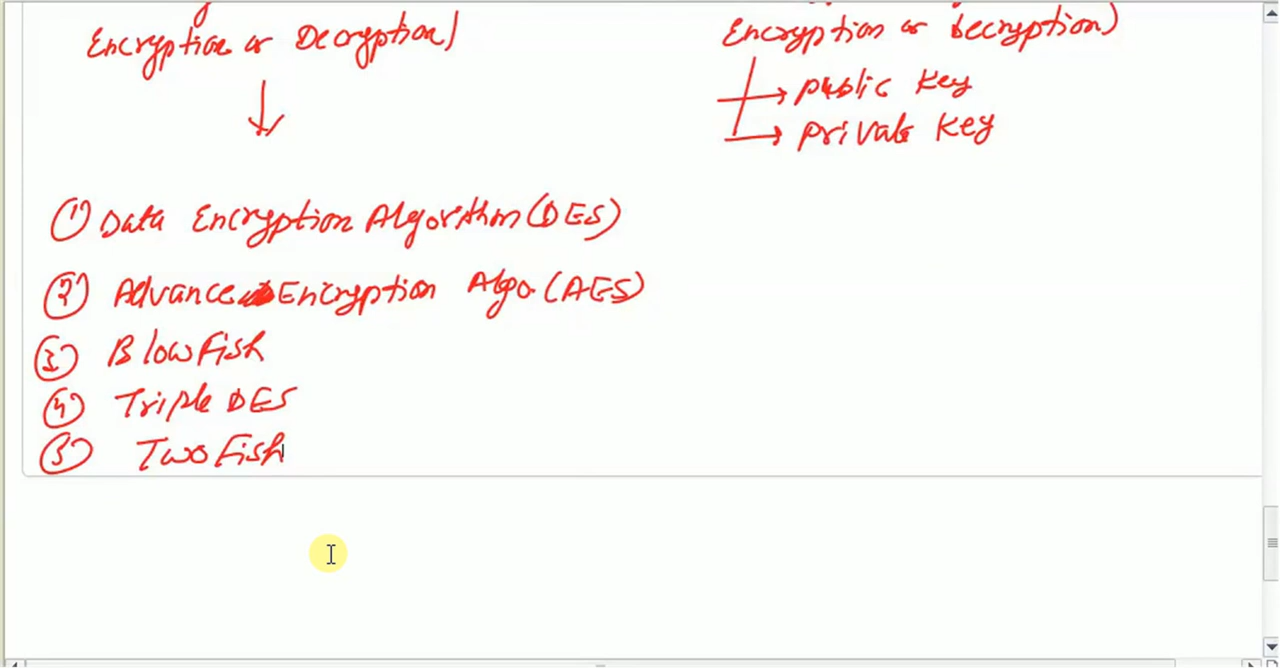 Encryption or Decryption)
Encryption or Decryption)
Public Key
Private Key
① Data Encryption Algorithm (DES)
② Advance Encryption Algo (AES)
③ BlowFish
④ Triple DES
⑤ TwoFish